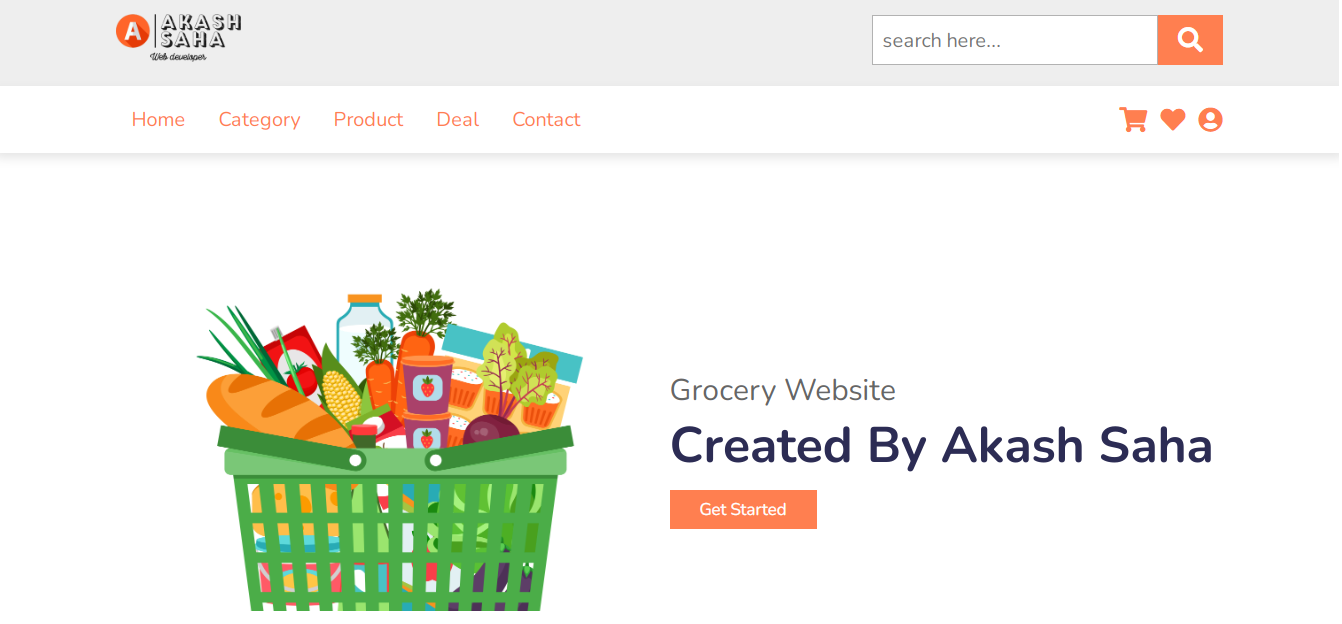 A
AKASH
SAHA
Web developer
search here...
Home Category Product Deal Contact
Grocery Website
Created By Akash Saha
Get Started